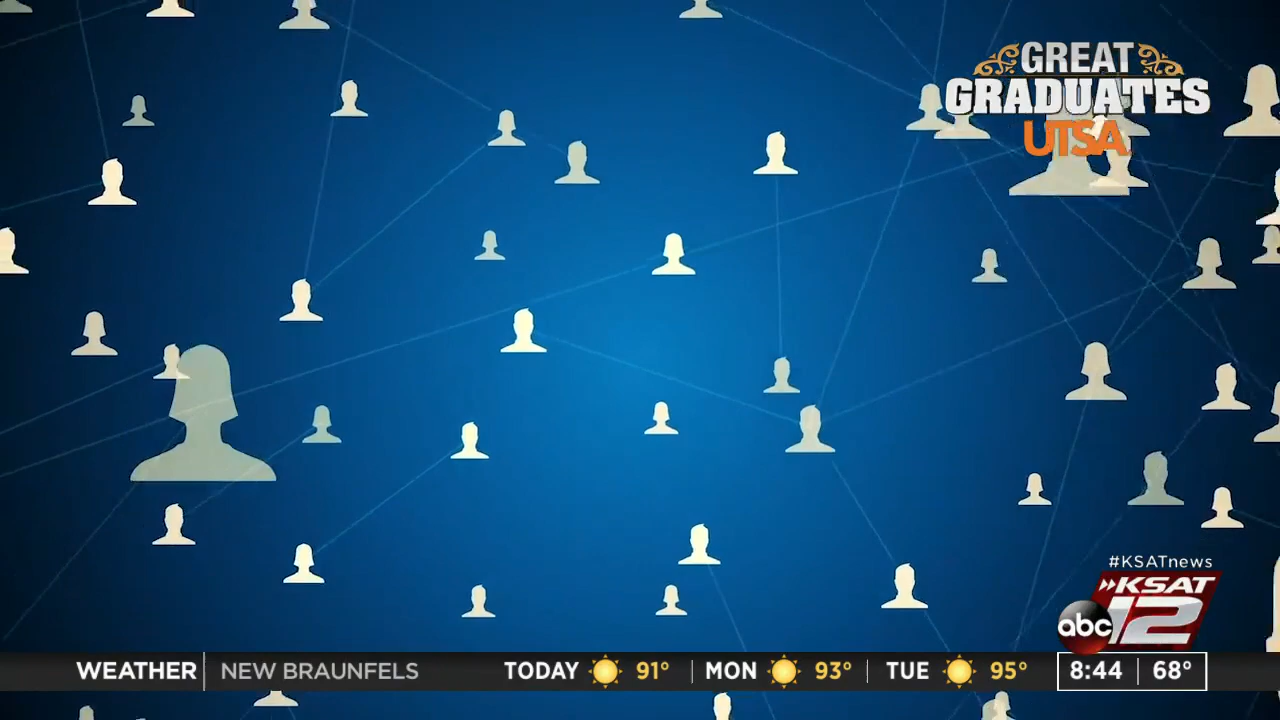 GREAT
GRADUATES
UTSA
#KSATnews
KSAT
abc 12
WEATHER NEW BRAUNFELS TODAY 91° MON 93° TUE 95° 8:44 68°